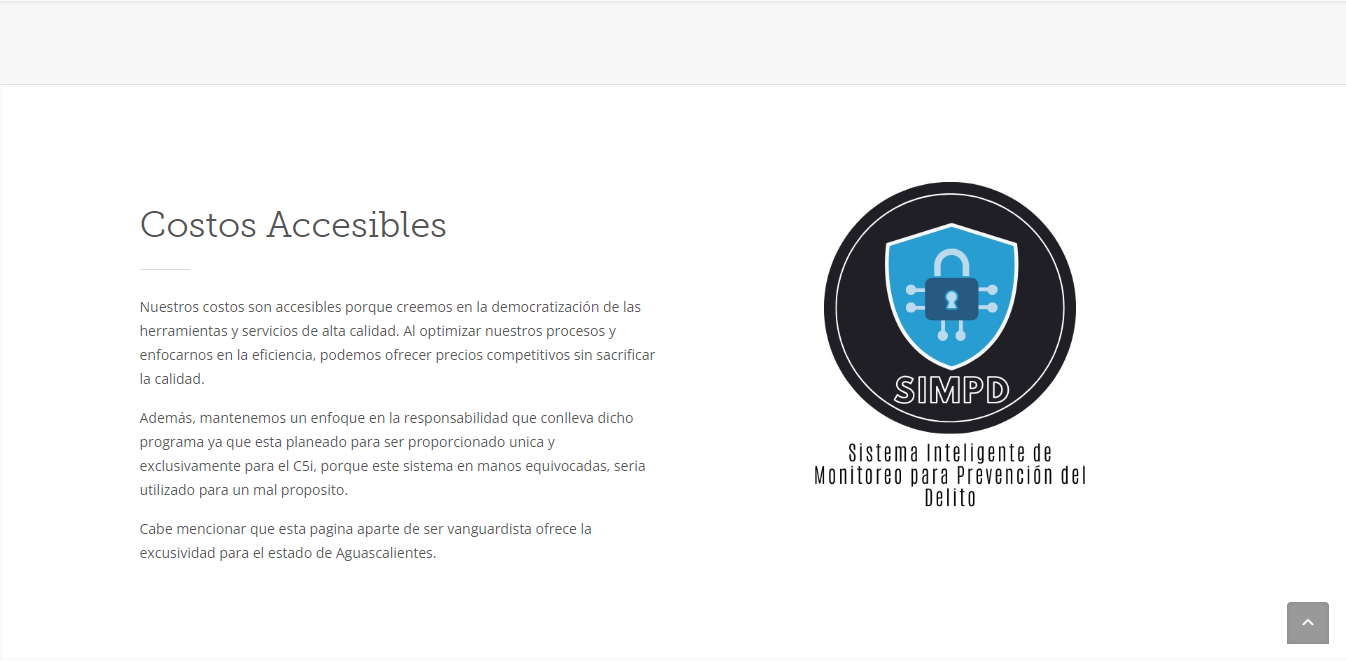 Costos Accesibles
Nuestros costos son accesibles porque creemos en la democratización de las
herramientas y servicios de alta calidad. Al optimizar nuestros procesos y
enfocarnos en la eficiencia, podemos ofrecer precios competitivos sin sacrificar
la calidad.
Además, mantenemos un enfoque en la responsabilidad que conlleva dicho
programa ya que esta planeado para ser proporcionado unica y
exclusivamente para el C5i, porque este sistema en manos equivocadas, seria
utilizado para un mal proposito.
Cabe mencionar que esta pagina aparte de ser vanguardista ofrece la
excusividad para el estado de Aguascalientes.
SIMPD
Sistema Inteligente de
Monitoreo para Prevención del
Delito